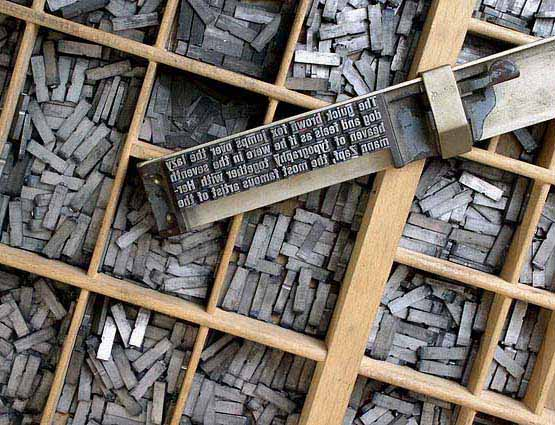 The quick brown fox jumps over the lazy
dog and feels as if he were in the seventh
heaven of typography together with Her-
mann Zapf, the most famous artist of the